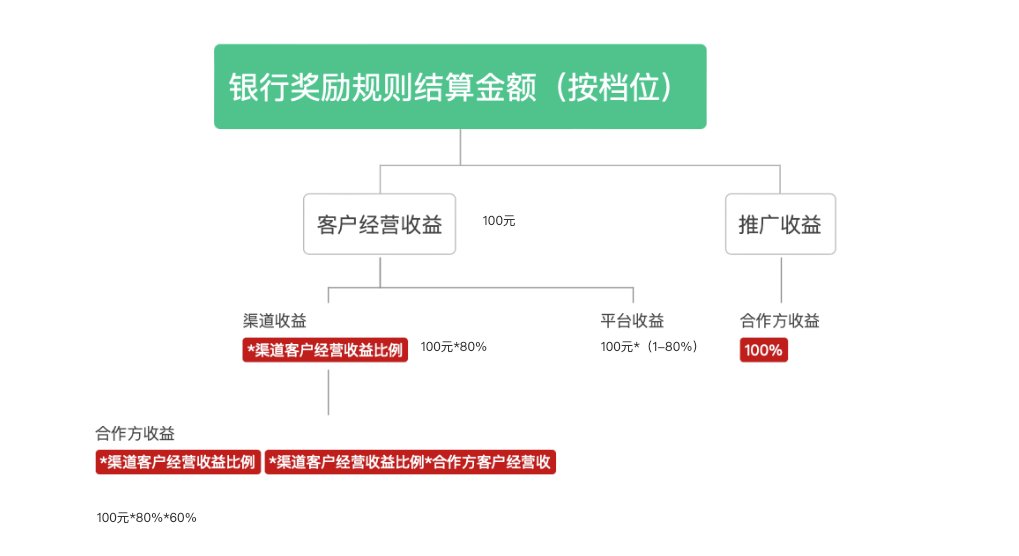 银行奖励规则结算金额（按档位）
客户经营收益
100元
推广收益
渠道收益
*渠道客户经营收益比例
100元*80%
平台收益
100元*（1–80%）
合作方收益
100%
合作方收益
*渠道客户经营收益比例
*渠道客户经营收益比例*合作方客户经营收
100元*80%*60%